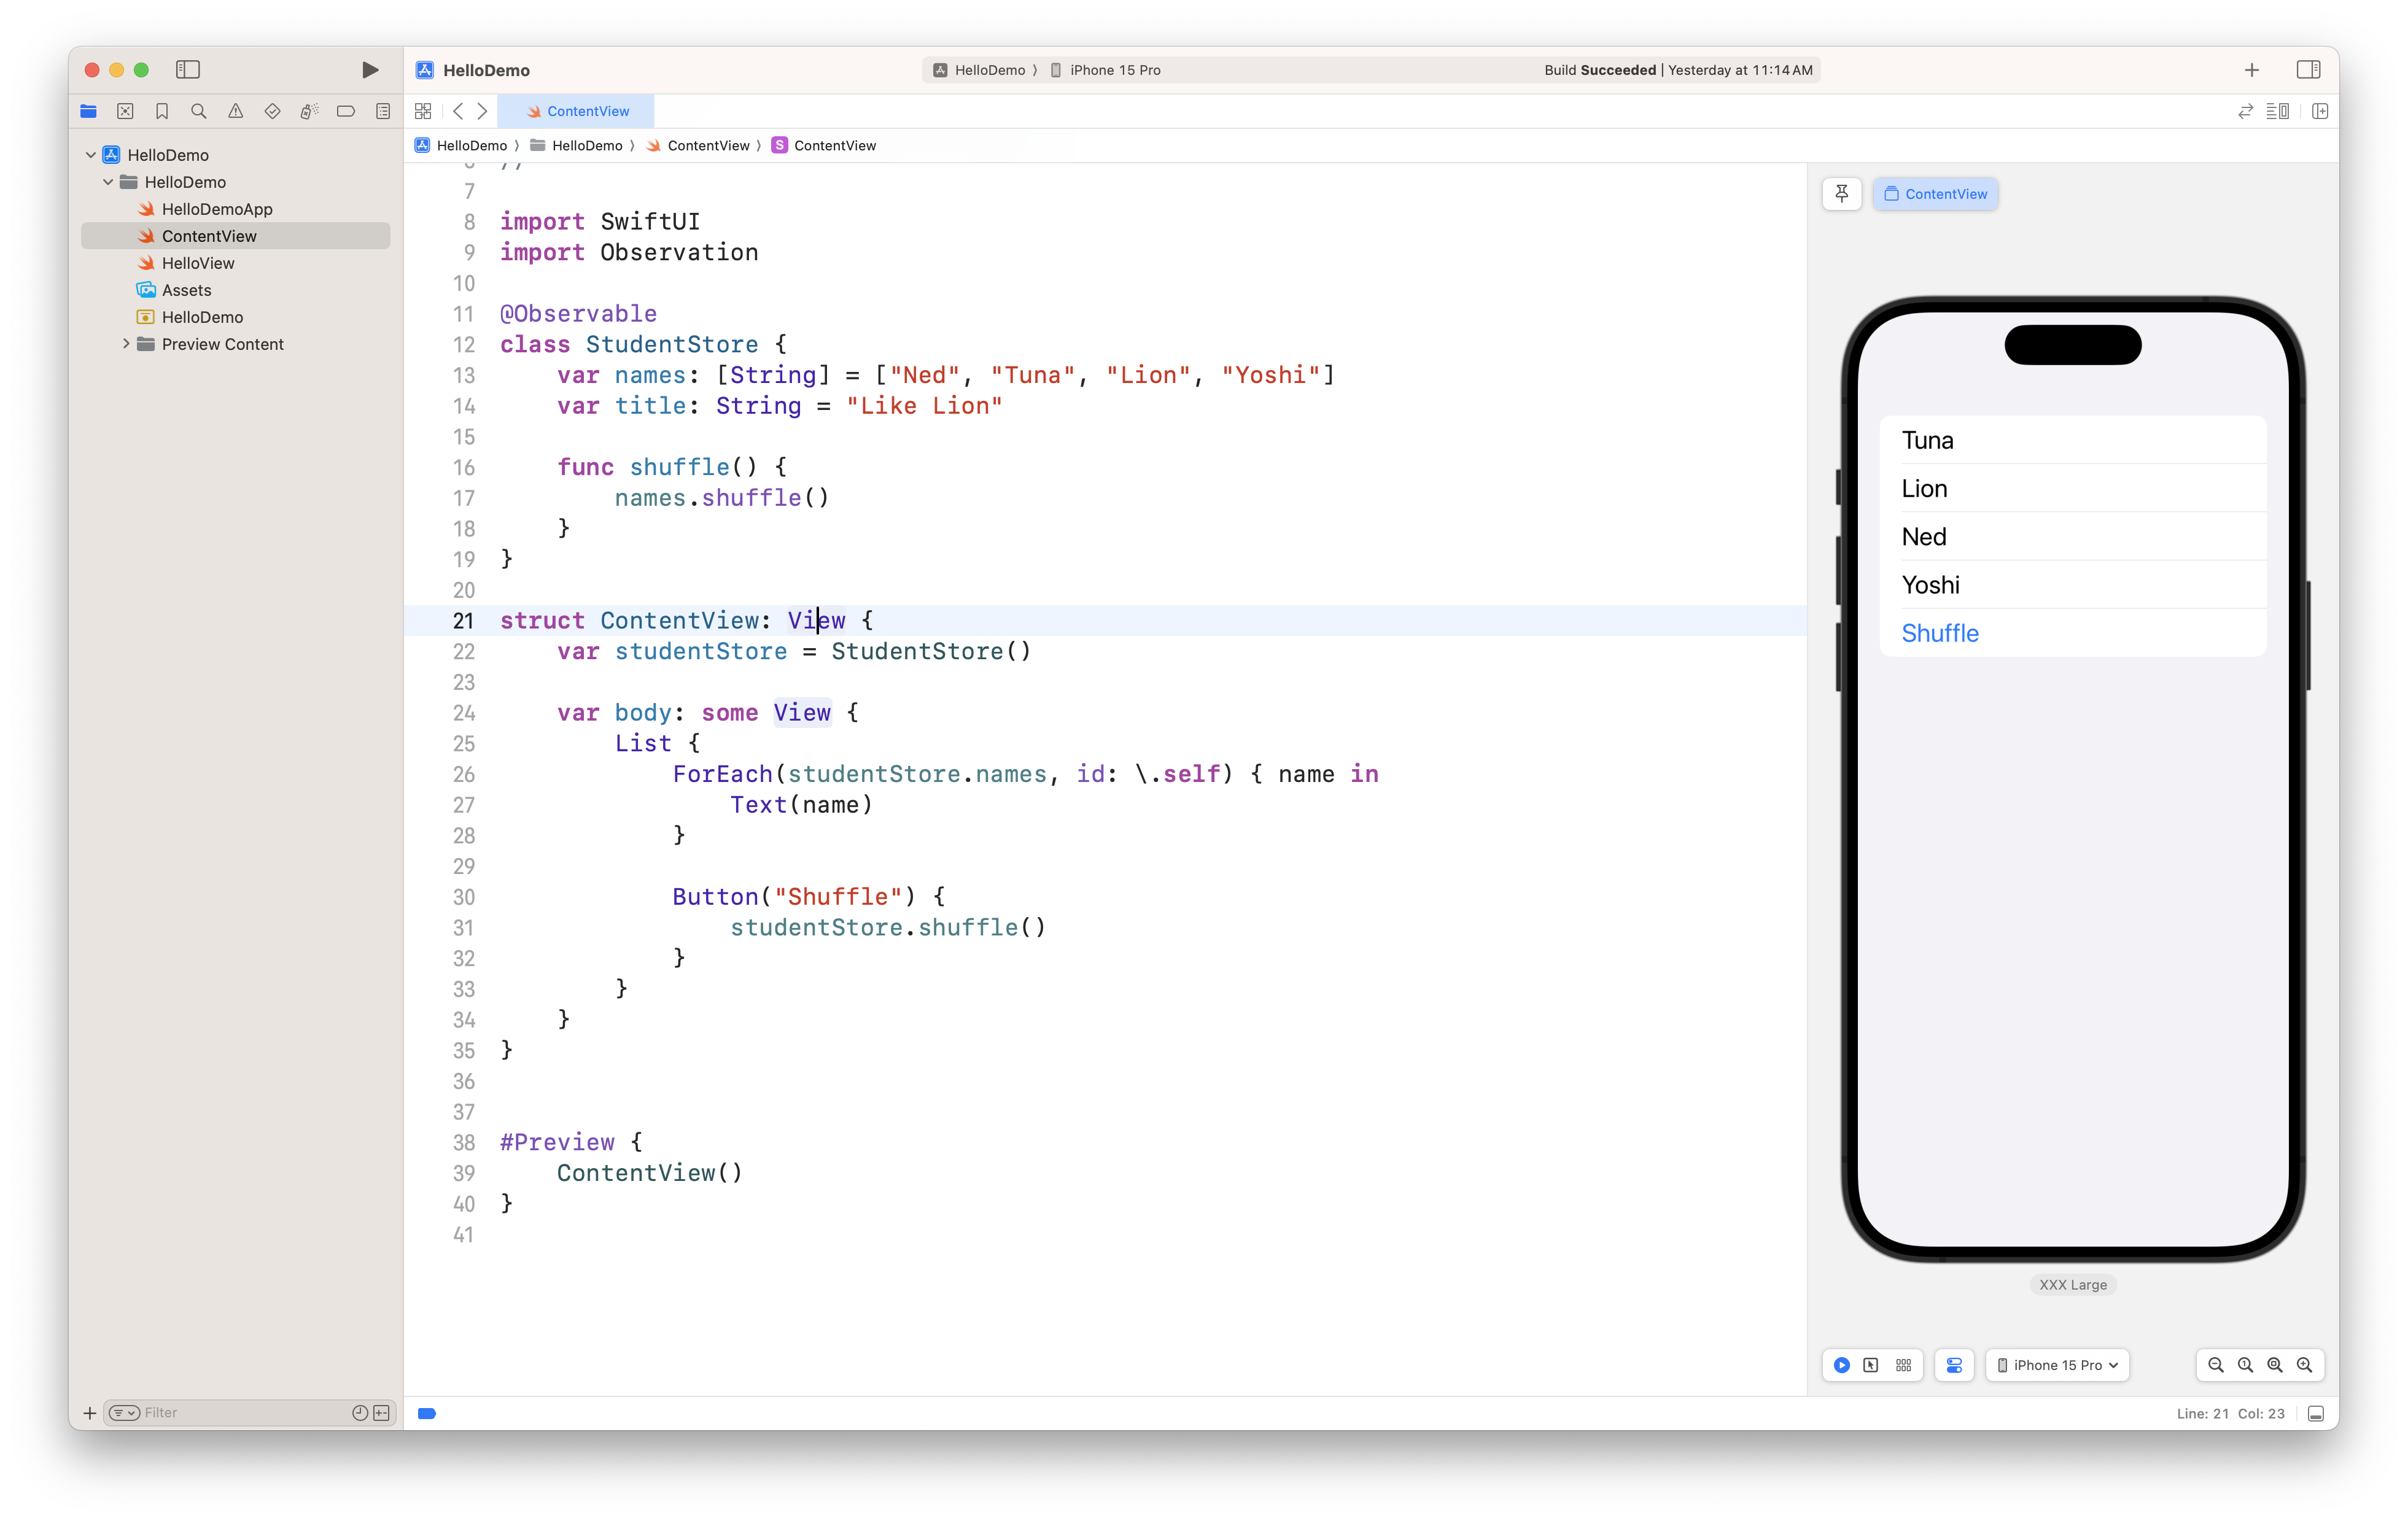 HelloDemo
HelloDemo ⟩ iPhone 15 Pro
Build Succeeded | Yesterday at 11:14 AM
ContentView
HelloDemo ⟩ HelloDemo ⟩ ContentView ⟩ S ContentView
HelloDemo
HelloDemo
HelloDemoApp
ContentView
HelloView
Assets
HelloDemo
Preview Content
Filter
7
8 import SwiftUI
9 import Observation
10
11 @Observable
12 class StudentStore {
13     var names: [String] = ["Ned", "Tuna", "Lion", "Yoshi"]
14     var title: String = "Like Lion"
15
16     func shuffle() {
17         names.shuffle()
18     }
19 }
20
21 struct ContentView: View {
22     var studentStore = StudentStore()
23
24     var body: some View {
25         List {
26             ForEach(studentStore.names, id: \.self) { name in
27                 Text(name)
28             }
29
30             Button("Shuffle") {
31                 studentStore.shuffle()
32             }
33         }
34     }
35 }
36
37
38 #Preview {
39     ContentView()
40 }
41
ContentView
Tuna
Lion
Ned
Yoshi
Shuffle
XXX Large
iPhone 15 Pro
Line: 21 Col: 23